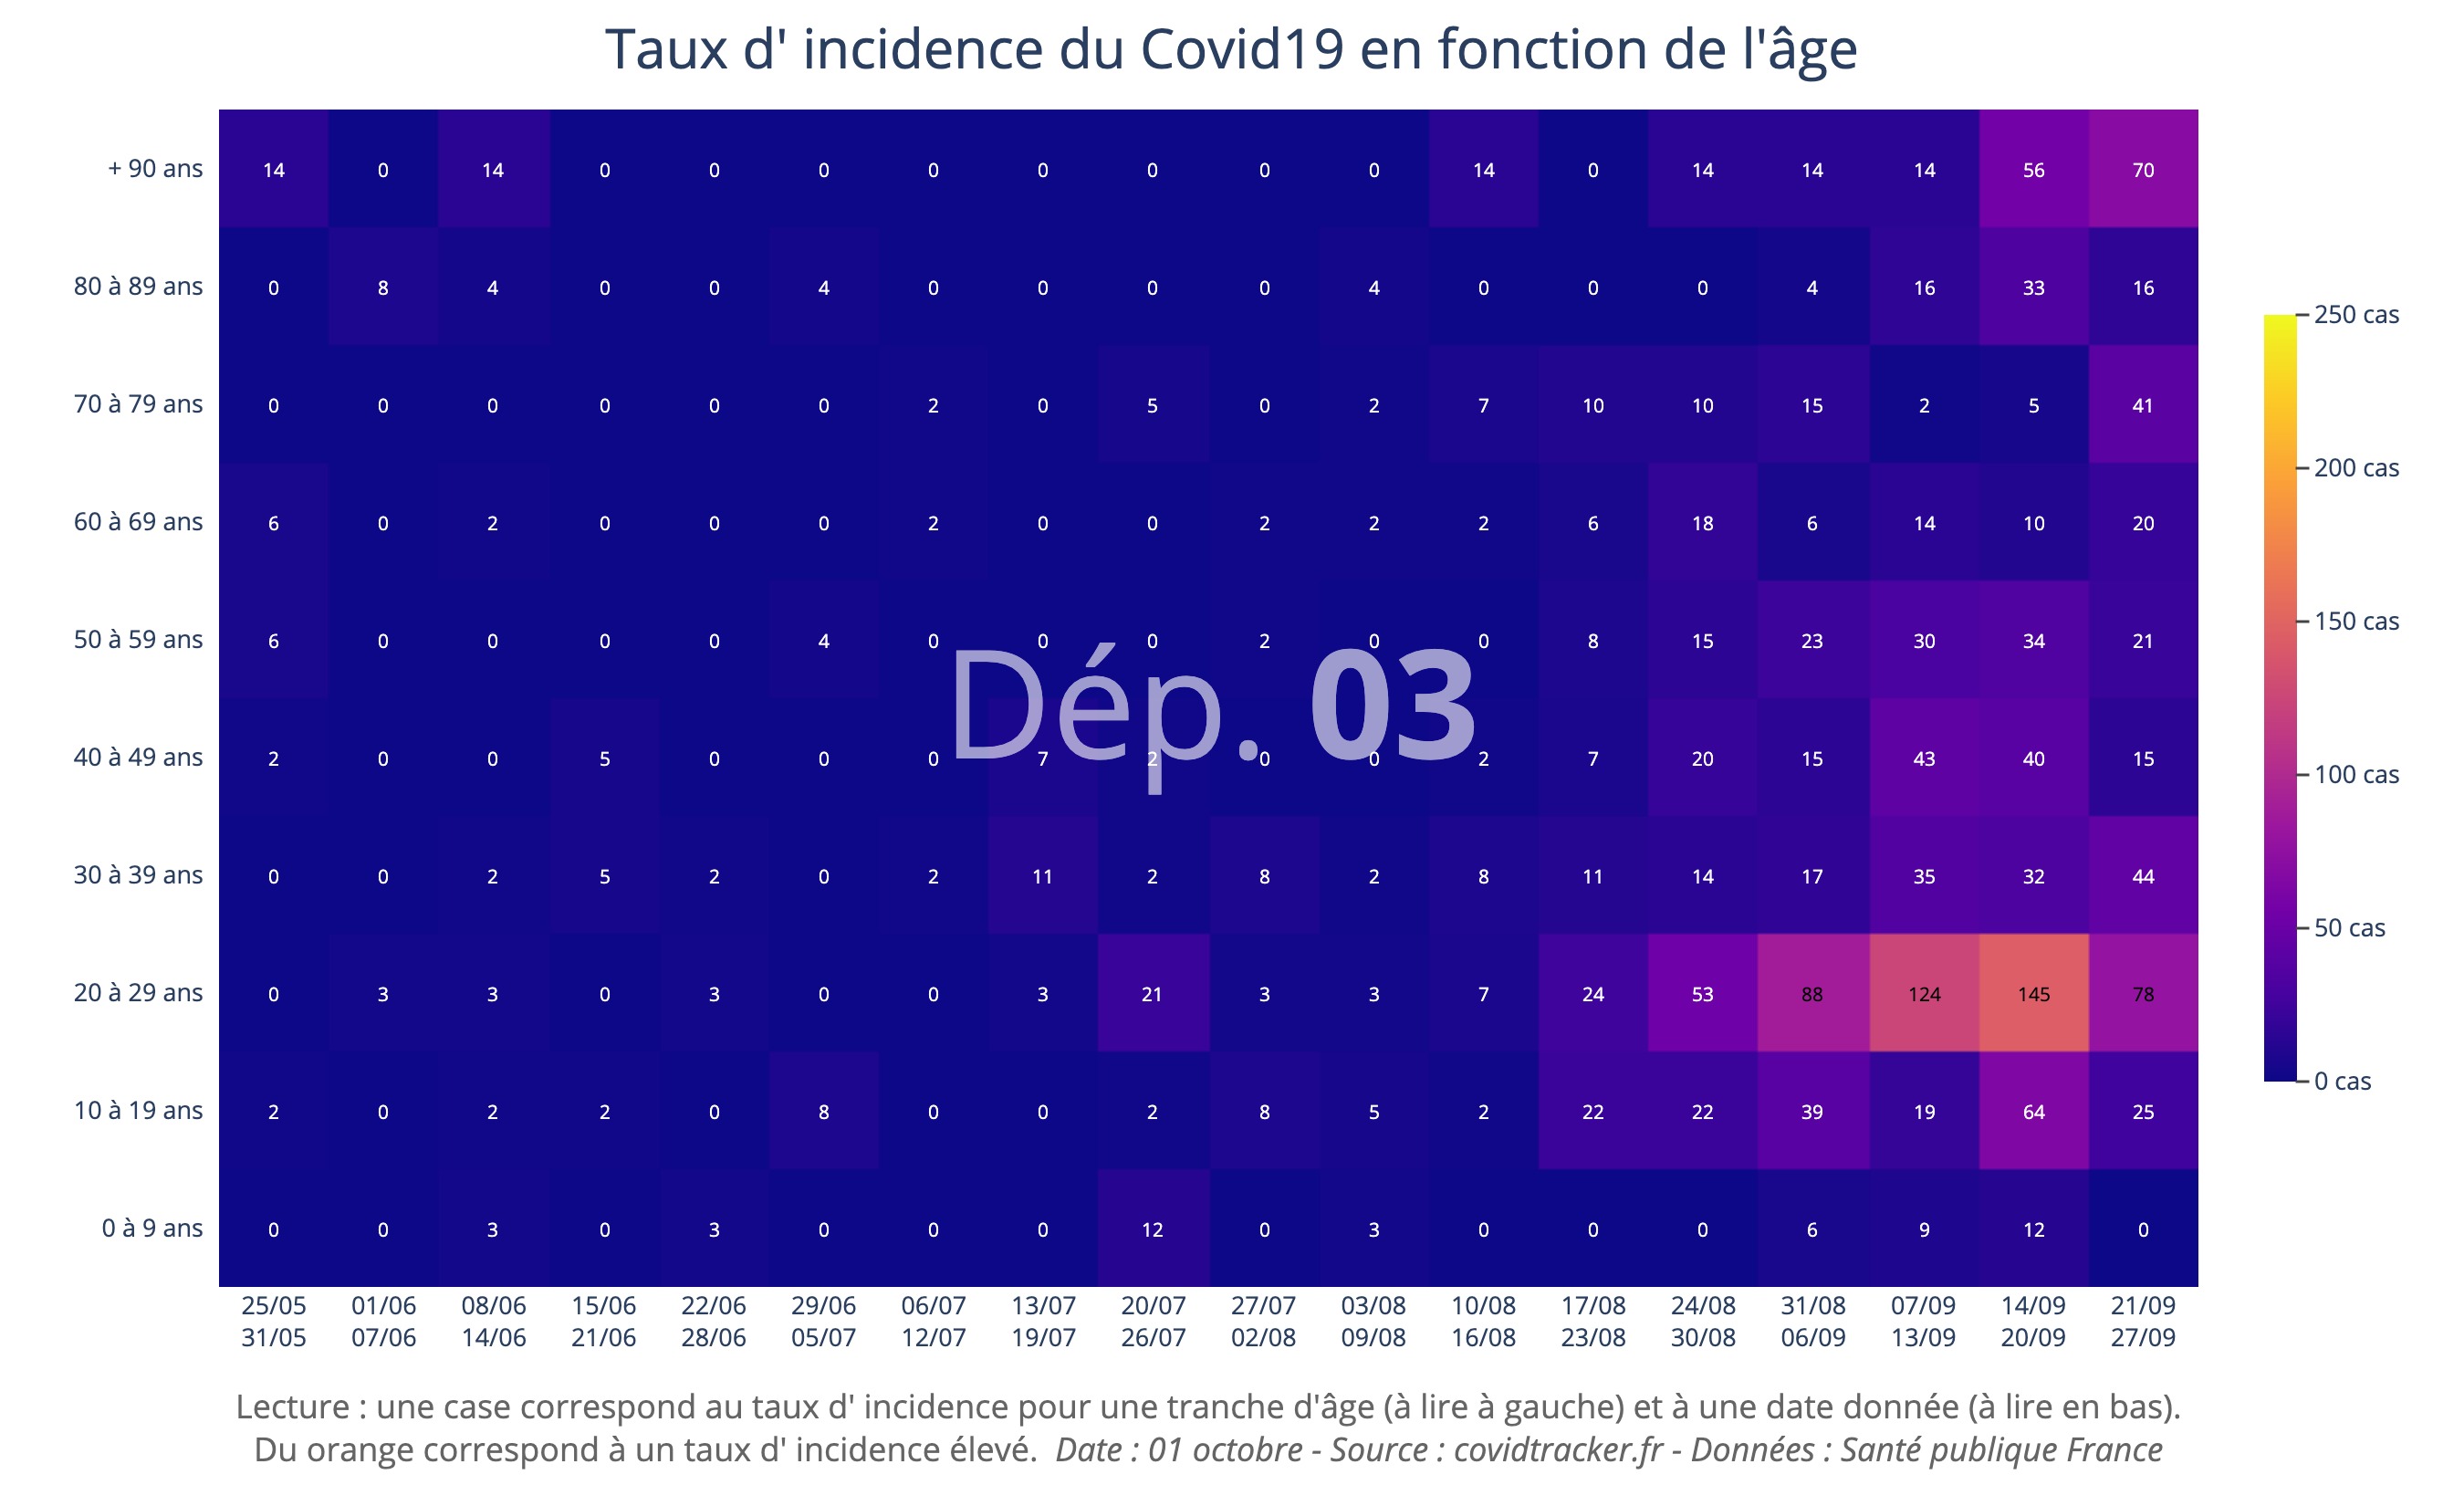 Taux d' incidence du Covid19 en fonction de l'âge
+ 90 ans 14 0 14 0 0 0 0 0 0 0 0 14 0 14 14 14 56 70
80 à 89 ans 0 8 4 0 0 4 0 0 0 0 4 0 0 0 4 16 33 16
70 à 79 ans 0 0 0 0 0 0 2 0 5 0 2 7 10 10 15 2 5 41
60 à 69 ans 6 0 2 0 0 0 2 0 0 2 2 2 6 18 6 14 10 20
50 à 59 ans 6 0 0 0 0 4 0 0 0 2 0 0 8 15 23 30 34 21
Dép. 03
40 à 49 ans 2 0 0 5 0 0 0 7 2 0 0 2 7 20 15 43 40 15
30 à 39 ans 0 0 2 5 2 0 2 11 2 8 2 8 11 14 17 35 32 44
20 à 29 ans 0 3 3 0 3 0 0 3 21 3 3 7 24 53 88 124 145 78
10 à 19 ans 2 0 2 2 0 8 0 0 2 8 5 2 22 22 39 19 64 25
0 à 9 ans 0 0 3 0 3 0 0 0 12 0 3 0 0 0 6 9 12 0
25/05 01/06 08/06 15/06 22/06 29/06 06/07 13/07 20/07 27/07 03/08 10/08 17/08 24/08 31/08 07/09 14/09 21/09
31/05 07/06 14/06 21/06 28/06 05/07 12/07 19/07 26/07 02/08 09/08 16/08 23/08 30/08 06/09 13/09 20/09 27/09
250 cas
200 cas
150 cas
100 cas
50 cas
0 cas
Lecture : une case correspond au taux d' incidence pour une tranche d'âge (à lire à gauche) et à une date donnée (à lire en bas).
Du orange correspond à un taux d' incidence élevé. Date : 01 octobre - Source : covidtracker.fr - Données : Santé publique France